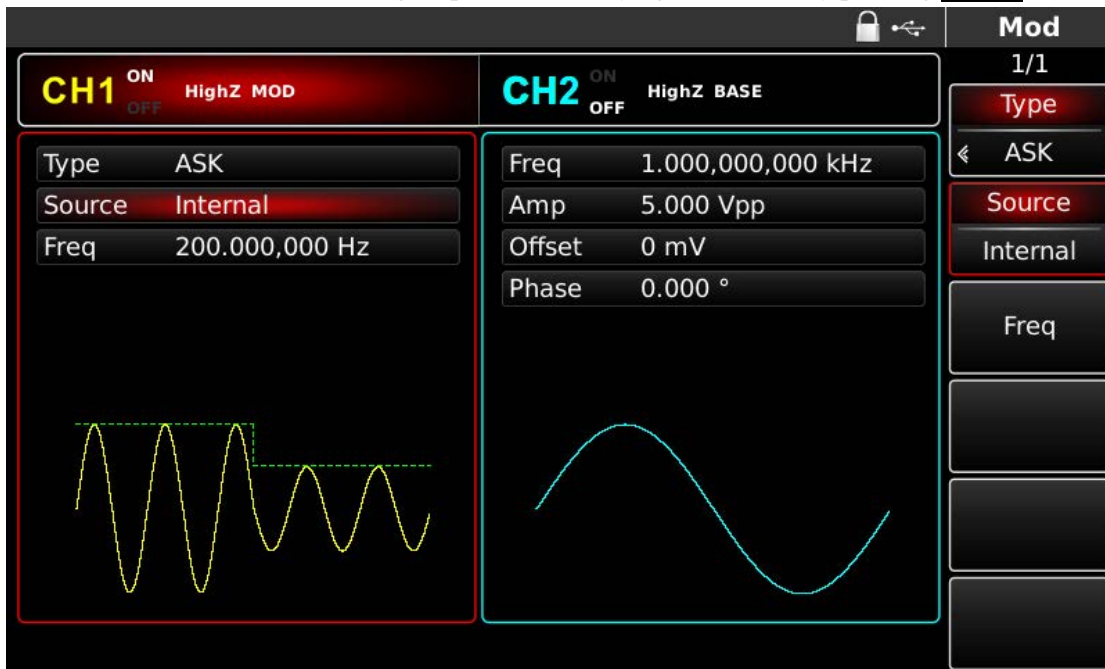 Mod
1/1
CH1 ON OFF HighZ MOD
CH2 ON OFF HighZ BASE
Type
ASK
Source
Internal
Freq
Type ASK
Source Internal
Freq 200.000,000 Hz
Freq 1.000,000,000 kHz
Amp 5.000 Vpp
Offset 0 mV
Phase 0.000 °